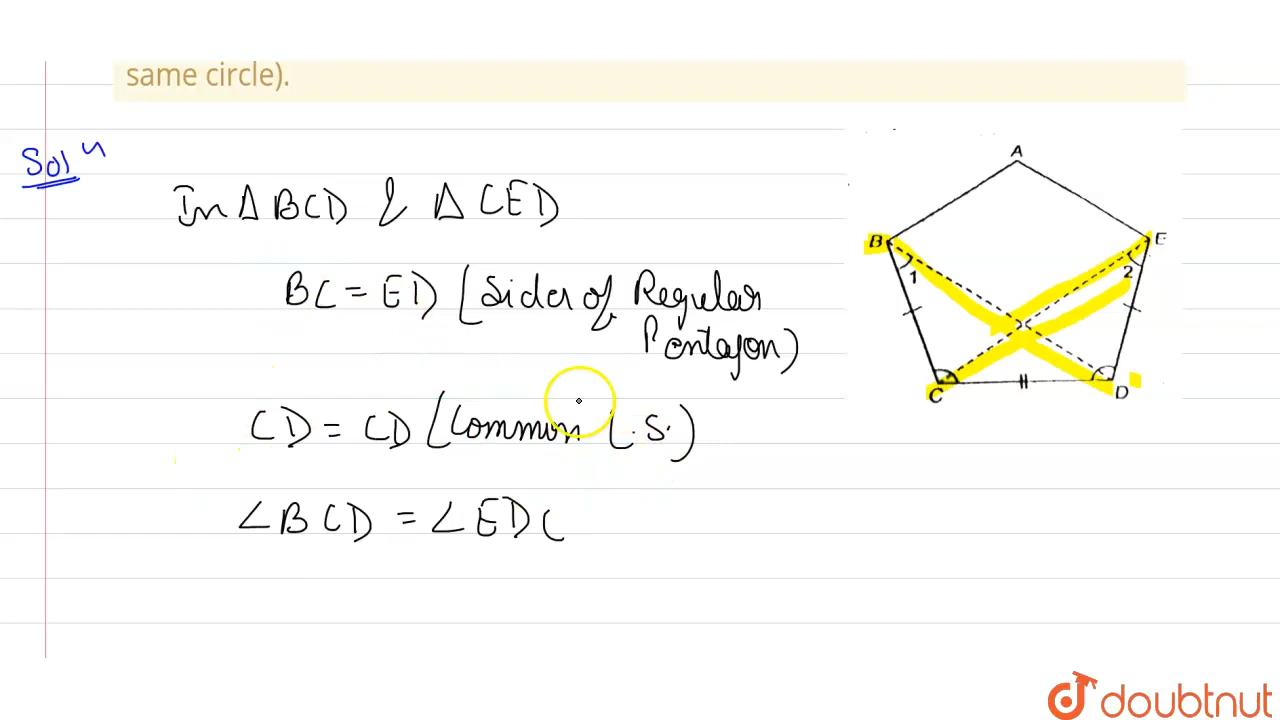 same circle).
Solⁿ
In Δ BCD & Δ CED
BC = ED [Sides of Regular
Pentagon)
CD = CD (Common (.S.)
∠BCD = ∠EDC
A
B
E
1
2
C
D
doubtnut